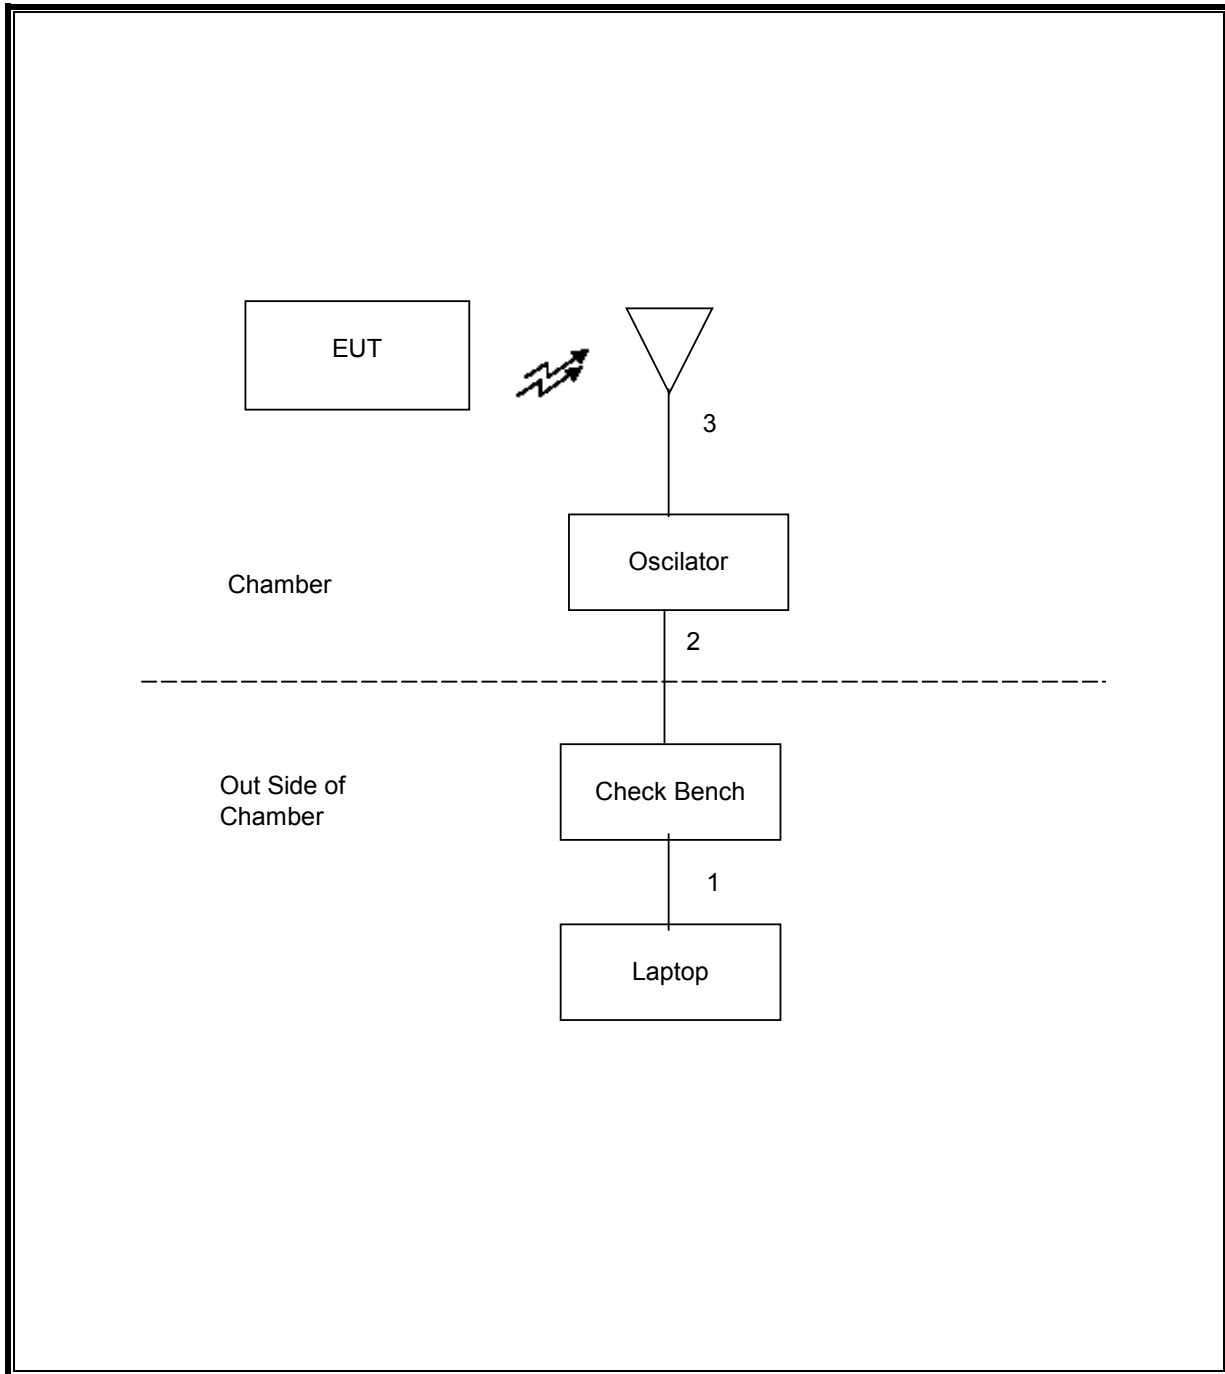 EUT
3
Oscilator
Chamber
2
Out Side of
Chamber
Check Bench
1
Laptop